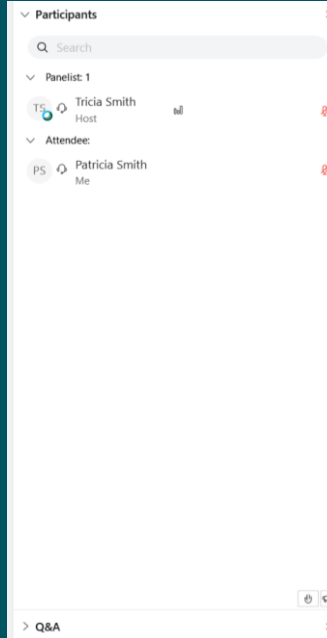 Participants
Search
Panelist: 1
TS
Tricia Smith
Host
Attendee:
PS
Patricia Smith
Me
Q&A